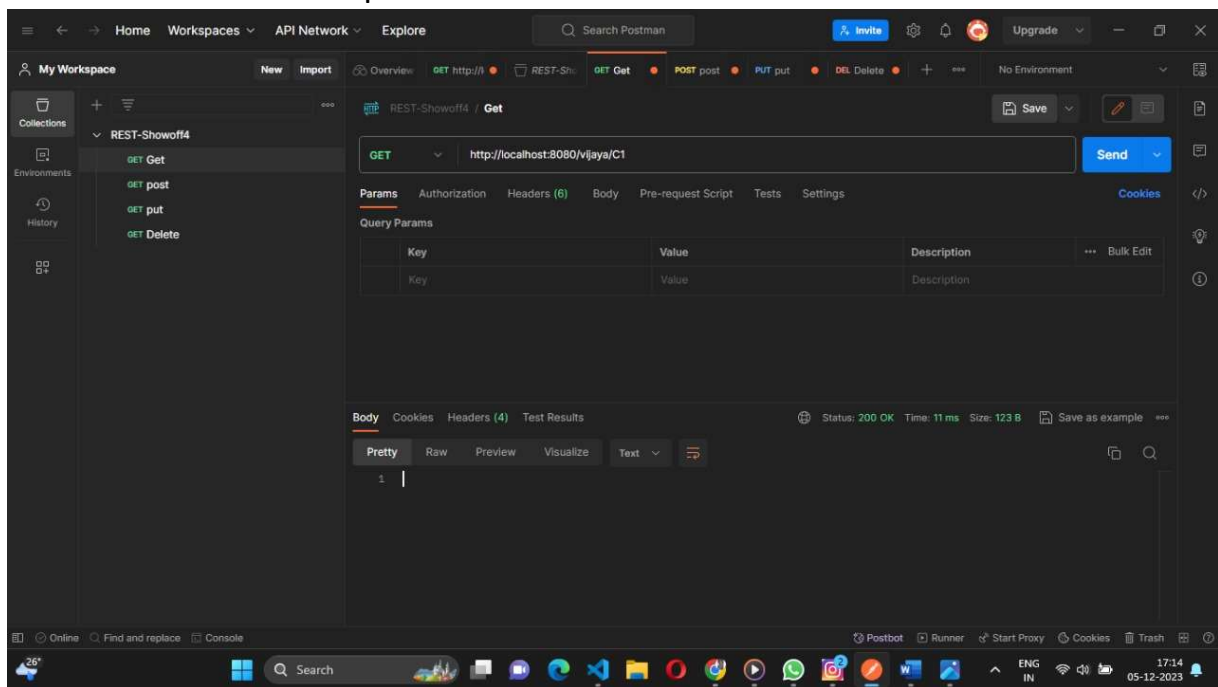 Home Workspaces API Network Explore Search Postman Invite Upgrade
My Workspace New Import Overview GET http://l REST-Sho GET Get POST post PUT put DEL Delete No Environment
Collections
REST-Showoff4 / Get Save
REST-Showoff4
GET Get
GET http://localhost:8080/vijaya/C1 Send
Environments
GET post
Params Authorization Headers (6) Body Pre-request Script Tests Settings Cookies
GET put
History
Query Params
GET Delete
Key Value Description Bulk Edit
Key Value Description
Body Cookies Headers (4) Test Results Status: 200 OK Time: 11 ms Size: 123 B Save as example
Pretty Raw Preview Visualize Text
1
Online Find and replace Console Postbot Runner Start Proxy Cookies Trash
26° Search ENG IN 17:14
05-12-2023